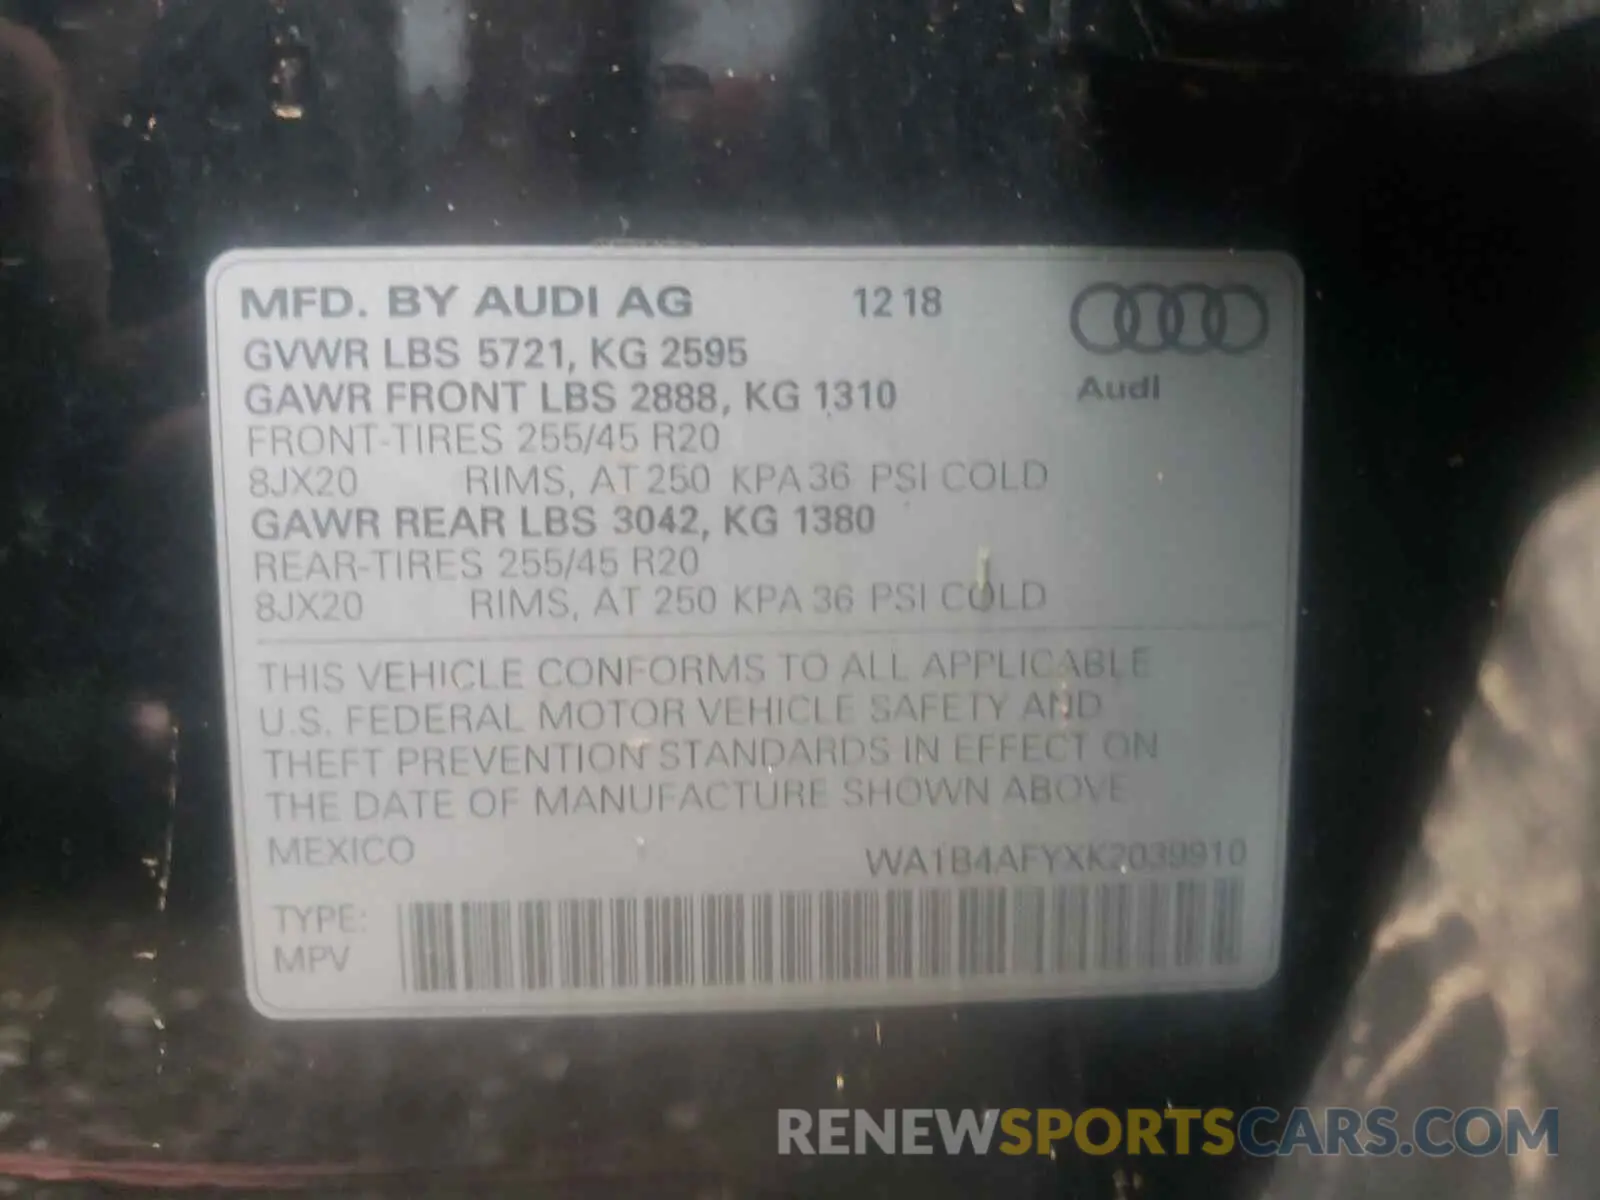 MFD. BY AUDI AG 12 18
GVWR LBS 5721, KG 2595
GAWR FRONT LBS 2888, KG 1310
Audi
FRONT-TIRES 255/45 R20
8JX20 RIMS, AT 250 KPA 36 PSI COLD
GAWR REAR LBS 3042, KG 1380
REAR-TIRES 255/45 R20
8JX20 RIMS, AT 250 KPA 36 PSI COLD
THIS VEHICLE CONFORMS TO ALL APPLICABLE
U.S. FEDERAL MOTOR VEHICLE SAFETY AND
THEFT PREVENTION STANDARDS IN EFFECT ON
THE DATE OF MANUFACTURE SHOWN ABOVE
MEXICO WA1B4AFYXK2039910
TYPE:
MPV
RENEWSPORTSCARS.COM